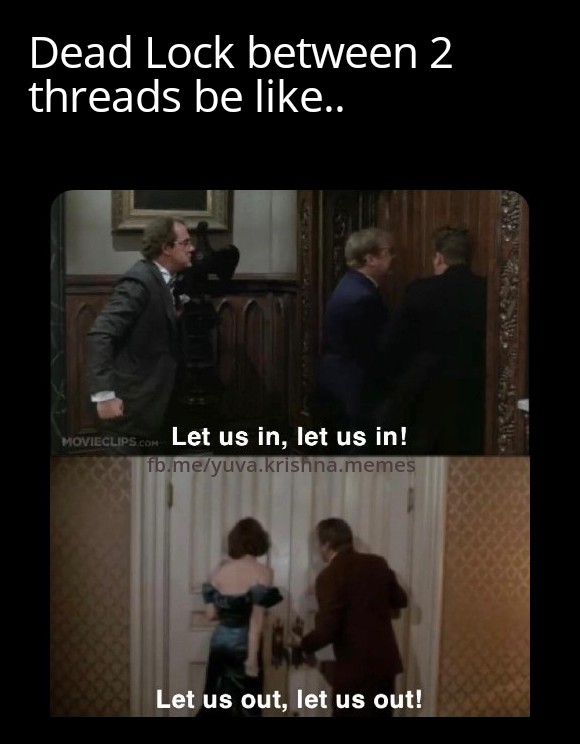 Dead Lock between 2
threads be like..
Let us in, let us in!
MOVIECLIPS.COM
fb.me/yuva.krishna.memes
Let us out, let us out!